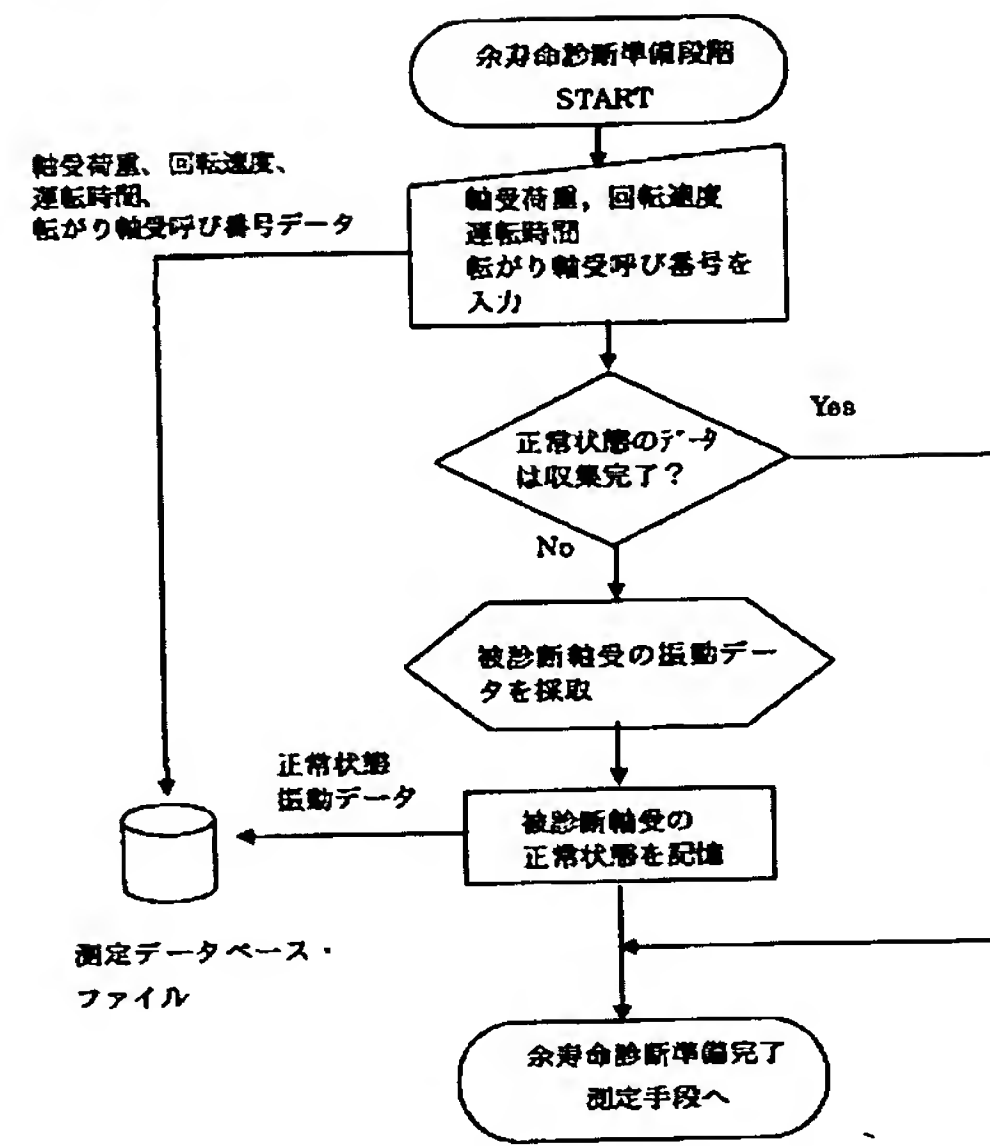 余寿命診断準備段階
START
軸受荷重、回転速度、
運転時間、
転がり軸受呼び番号データ
軸受荷重，回転速度
運転時間
転がり軸受呼び番号を
入力
正常状態のデータ
は収集完了？
Yes
No
被診断軸受の振動デー
タを採取
正常状態
振動データ
被診断軸受の
正常状態を記憶
測定データベース・
ファイル
余寿命診断準備完了
測定手段へ